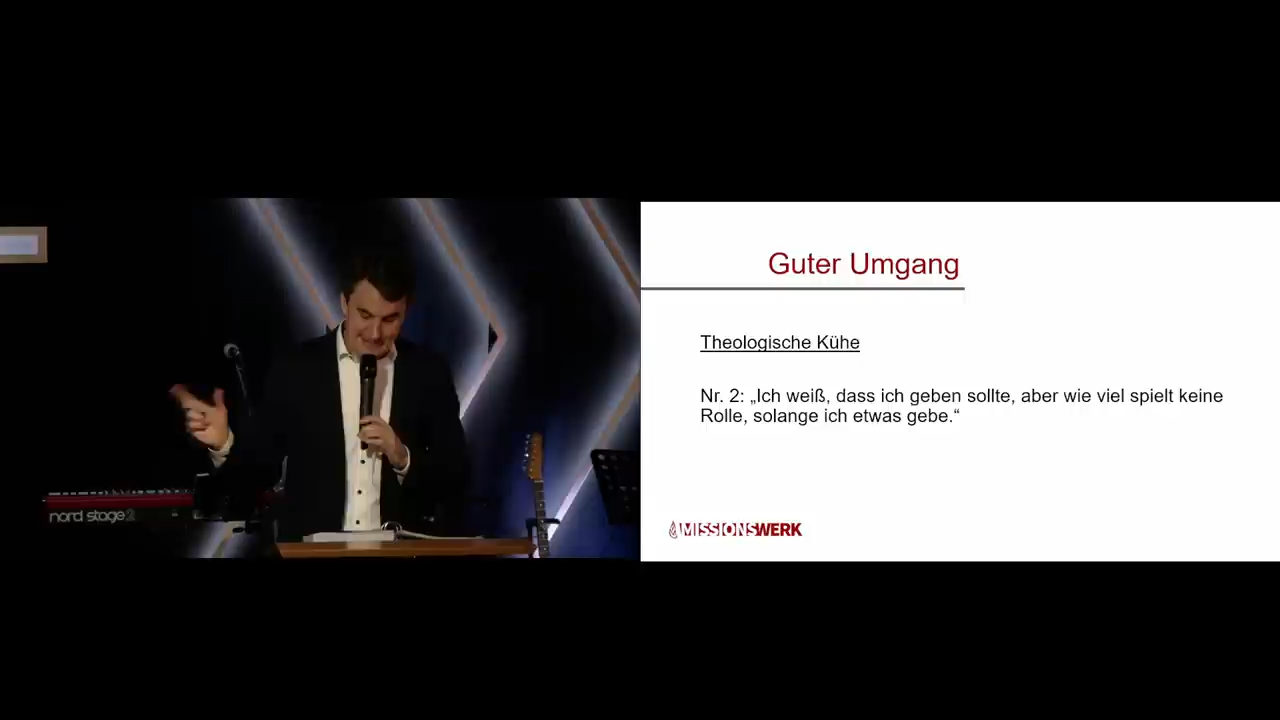 nord stage 2
Guter Umgang
Theologische Kühe
Nr. 2: „Ich weiß, dass ich geben sollte, aber wie viel spielt keine
Rolle, solange ich etwas gebe.“
MISSIONSWERK